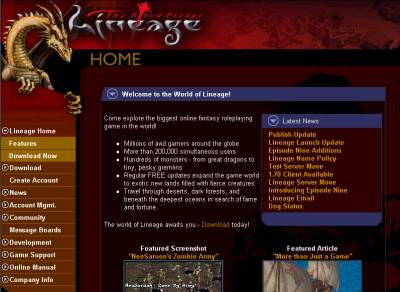 The Blood Pledge
Lineage
HOME
Welcome to the World of Lineage!
Lineage Home
Features
Download Now
Download
Create Account
News
Account Mgmt.
Community
Message Boards
Development
Game Support
Online Manual
Company Info
Come explore the biggest online fantasy roleplaying
game in the world!
Millions of avid gamers around the globe
More than 200,000 simultaneous users
Hundreds of monsters - from great dragons to
tiny, pesky gremlins
Regular FREE updates expand the game world
to exotic new lands filled with fierce creatures
Travel through deserts, dark forests, and
beneath the deepest oceans in search of fame
and fortune.
The world of Lineage awaits you - Download today!
Latest News
Publish Update
Lineage Launch Update
Episode Nine Additions
Lineage Name Policy
Test Server Move
1.70 Client Available
Lineage Server Move
Introducing Episode Nine
Lineage Email
Dog Status
Featured Screenshot
"NeoSaruon's Zombie Army"
Featured Article
"More than Just a Game"